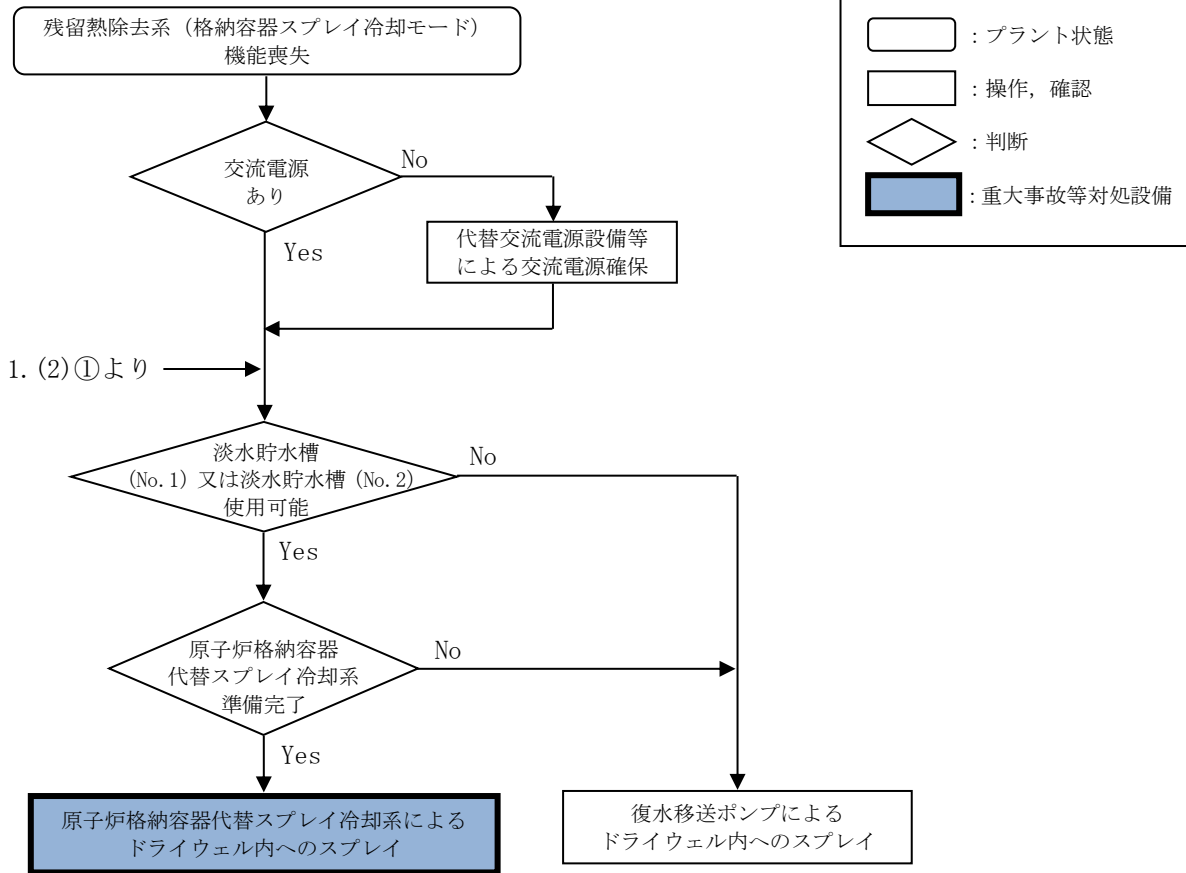 残留熱除去系（格納容器スプレイ冷却モード）
機能喪失
交流電源
あり
No
Yes
代替交流電源設備等
による交流電源確保
1.(2)①より
淡水貯水槽
(No.1) 又は淡水貯水槽 (No.2)
使用可能
No
Yes
原子炉格納容器
代替スプレイ冷却系
準備完了
No
Yes
原子炉格納容器代替スプレイ冷却系による
ドライウェル内へのスプレイ
復水移送ポンプによる
ドライウェル内へのスプレイ
：プラント状態
：操作，確認
：判断
：重大事故等対処設備